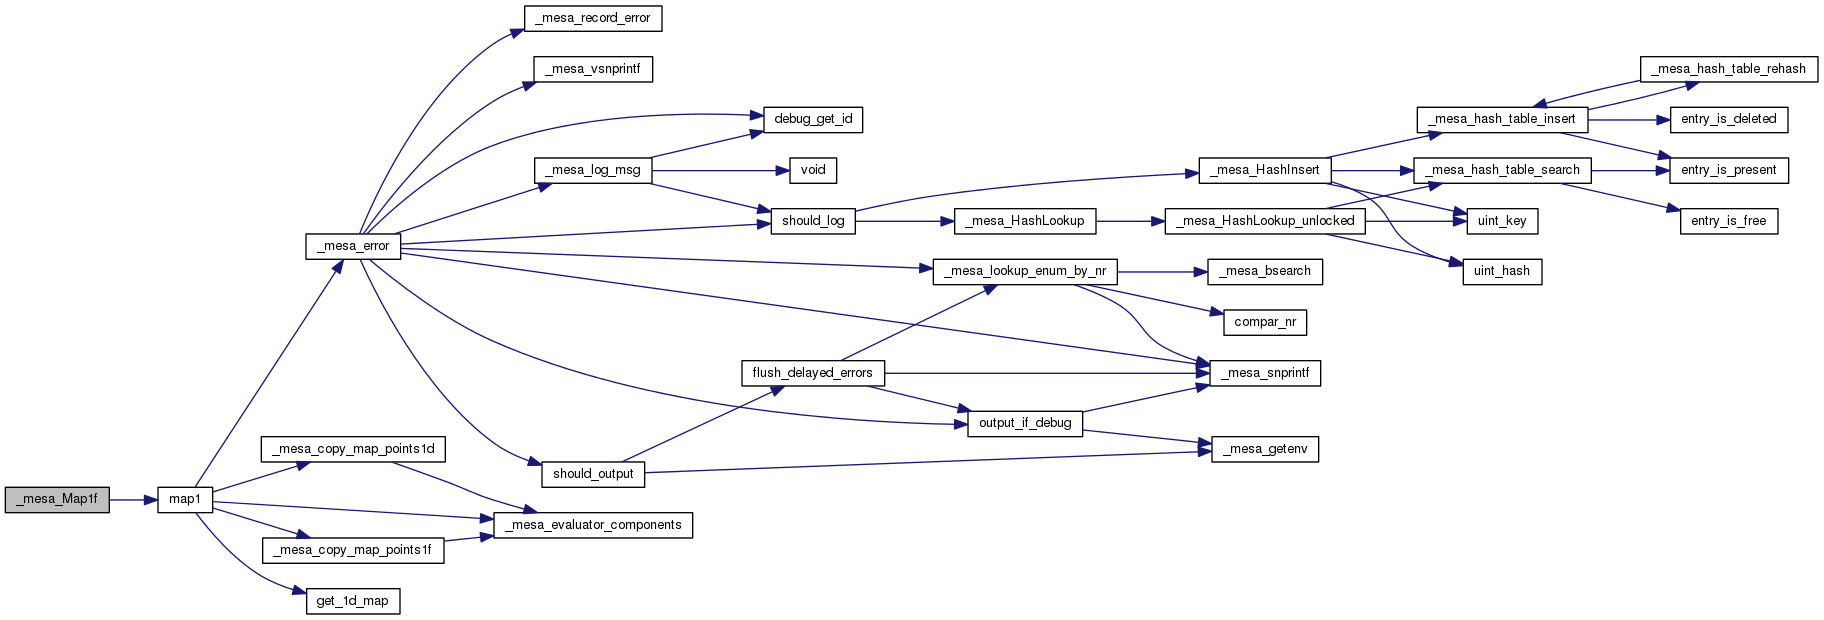 _mesa_record_error
_mesa_vsnprintf
_mesa_hash_table_rehash
debug_get_id
_mesa_hash_table_insert
entry_is_deleted
_mesa_log_msg
void
_mesa_HashInsert
_mesa_hash_table_search
entry_is_present
should_log
_mesa_HashLookup
_mesa_HashLookup_unlocked
uint_key
entry_is_free
_mesa_error
_mesa_lookup_enum_by_nr
_mesa_bsearch
uint_hash
compar_nr
flush_delayed_errors
_mesa_snprintf
output_if_debug
_mesa_copy_map_points1d
should_output
_mesa_getenv
_mesa_Map1f
map1
_mesa_evaluator_components
_mesa_copy_map_points1f
get_1d_map